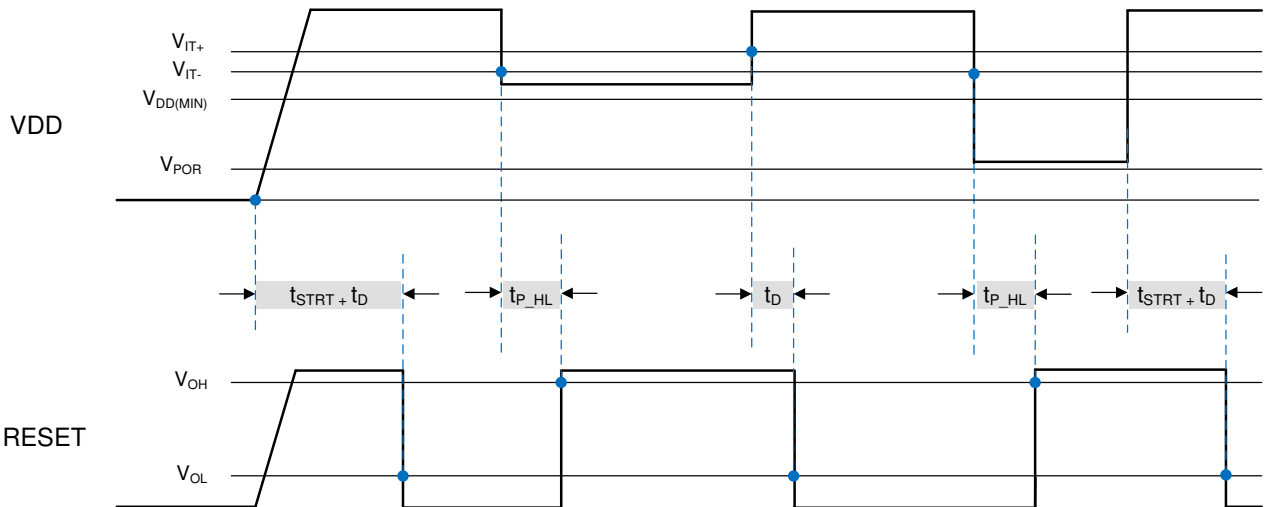 V_IT+
V_IT-
V_DD(MIN)
VDD
V_POR
t_STRT + t_D
t_P_HL
t_D
t_P_HL
t_STRT + t_D
V_OH
RESET
V_OL